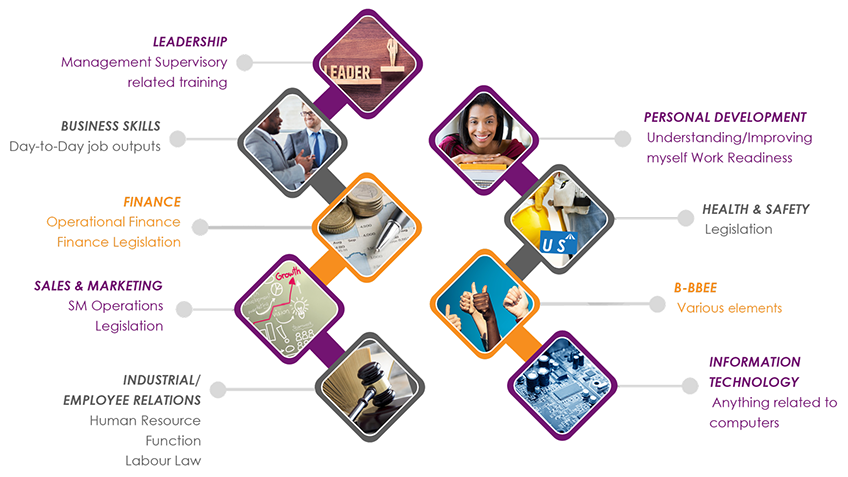 LEADERSHIP
Management Supervisory
related training
LEADER
BUSINESS SKILLS
Day-to-Day job outputs
FINANCE
Operational Finance
Finance Legislation
SALES & MARKETING
SM Operations
Legislation
Growth
INDUSTRIAL/
EMPLOYEE RELATIONS
Human Resource
Function
Labour Law
PERSONAL DEVELOPMENT
Understanding/Improving
myself Work Readiness
HEALTH & SAFETY
Legislation
US
B-BBEE
Various elements
INFORMATION
TECHNOLOGY
Anything related to
computers